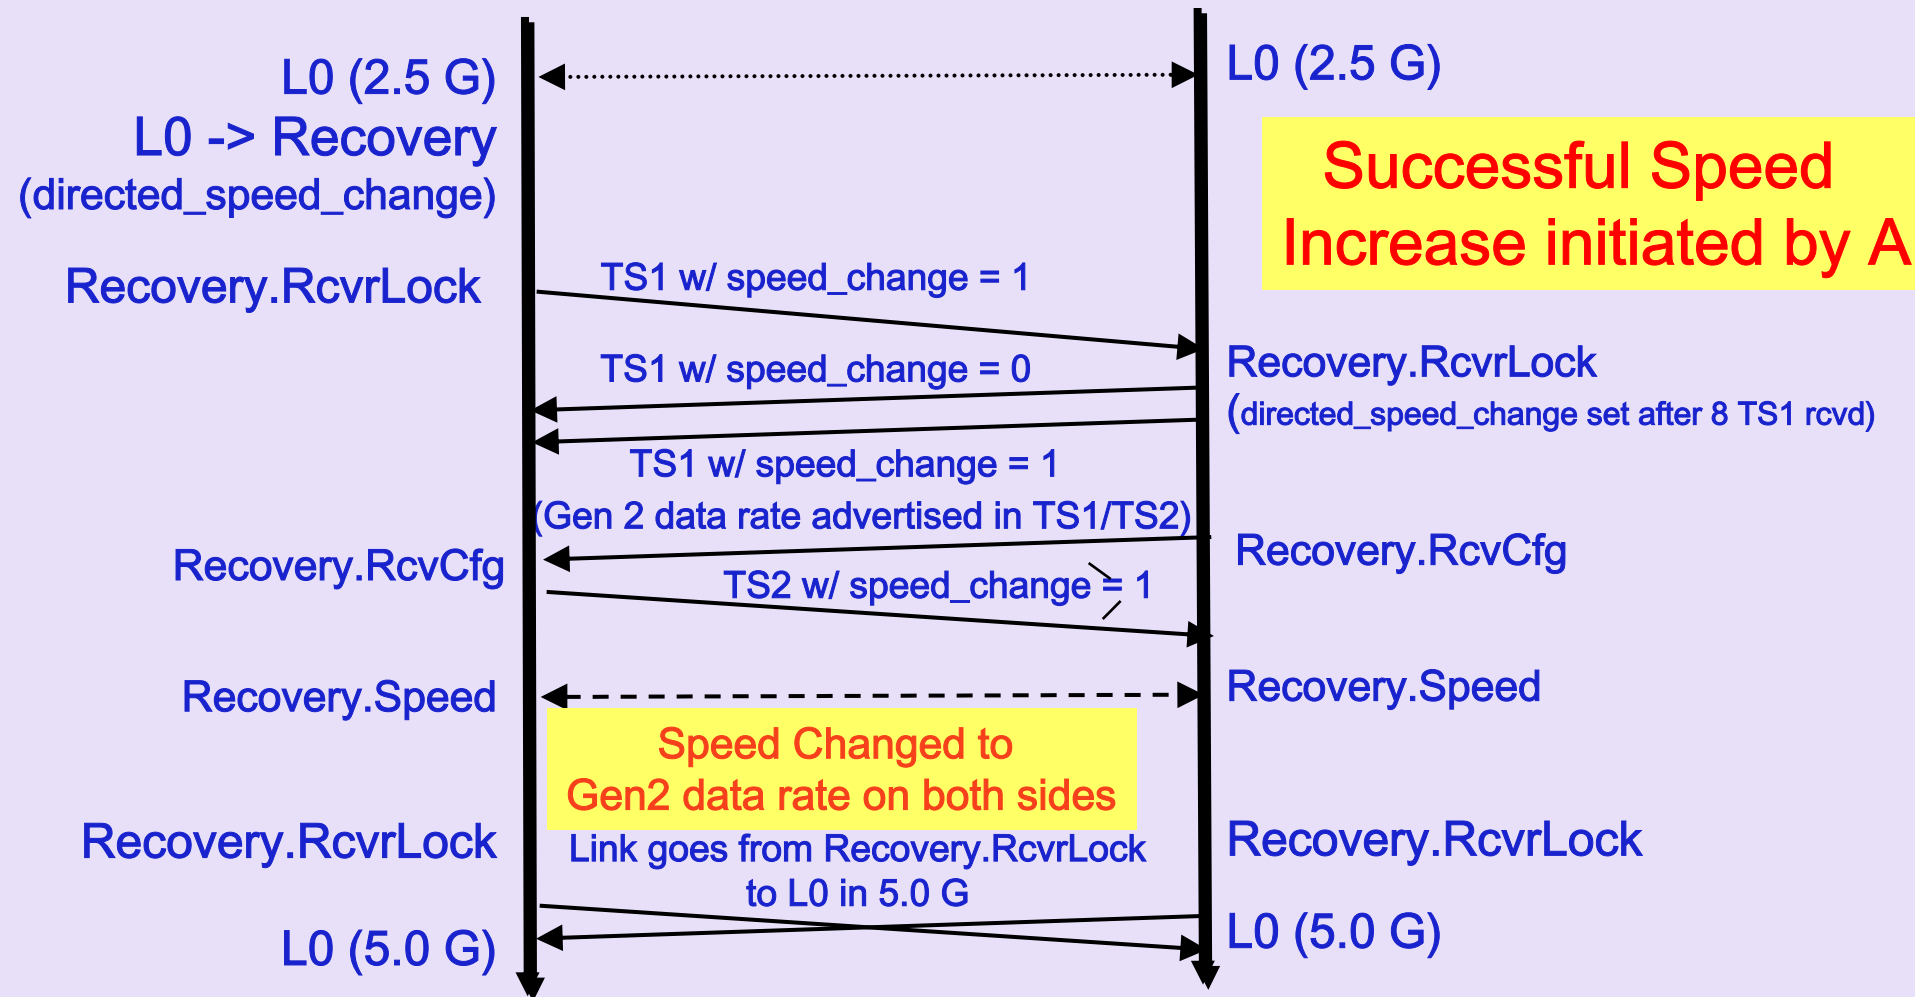 L0 (2.5 G)
L0 (2.5 G)
L0 -> Recovery
(directed_speed_change)
Successful Speed
Increase initiated by A
Recovery.RcvrLock
TS1 w/ speed_change = 1
Recovery.RcvrLock
(directed_speed_change set after 8 TS1 rcvd)
TS1 w/ speed_change = 0
TS1 w/ speed_change = 1
(Gen 2 data rate advertised in TS1/TS2)
Recovery.RcvCfg
Recovery.RcvCfg
TS2 w/ speed_change = 1
Recovery.Speed
Recovery.Speed
Speed Changed to
Gen2 data rate on both sides
Recovery.RcvrLock
Recovery.RcvrLock
Link goes from Recovery.RcvrLock
to L0 in 5.0 G
L0 (5.0 G)
L0 (5.0 G)